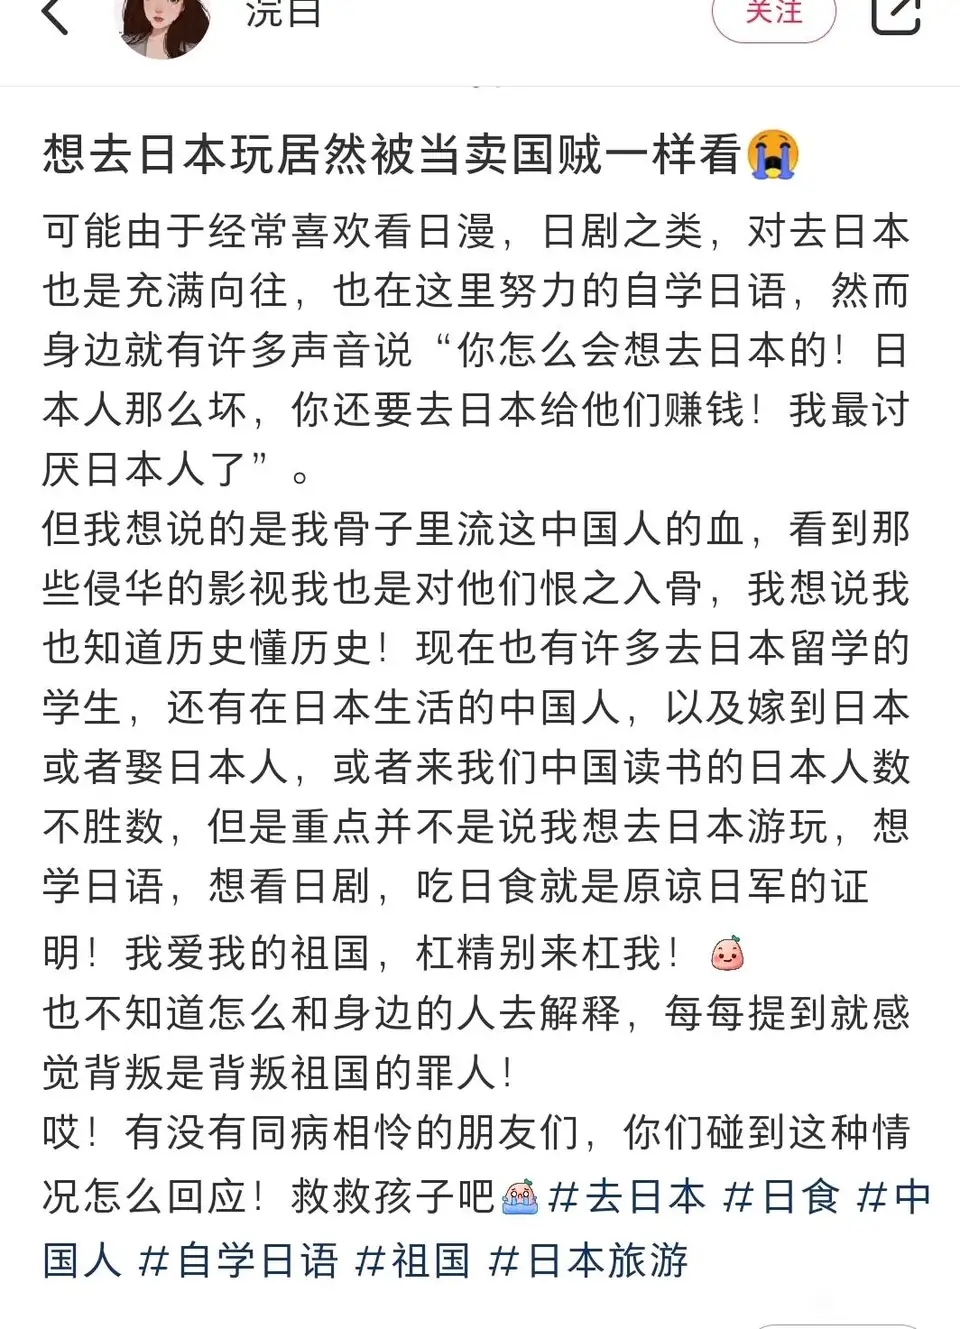 浣日
关注
想去日本玩居然被当卖国贼一样看😭
可能由于经常喜欢看日漫，日剧之类，对去日本
也是充满向往，也在这里努力的自学日语，然而
身边就有许多声音说“你怎么会想去日本的！日
本人那么坏，你还要去日本给他们赚钱！我最讨
厌日本人了”。
但我想说的是我骨子里流这中国人的血，看到那
些侵华的影视我也是对他们恨之入骨，我想说我
也知道历史懂历史！现在也有许多去日本留学的
学生，还有在日本生活的中国人，以及嫁到日本
或者娶日本人，或者来我们中国读书的日本人数
不胜数，但是重点并不是说我想去日本游玩，想
学日语，想看日剧，吃日食就是原谅日军的证
明！我爱我的祖国，杠精别来杠我！
也不知道怎么和身边的人去解释，每每提到就感
觉背叛是背叛祖国的罪人！
哎！有没有同病相怜的朋友们，你们碰到这种情
况怎么回应！救救孩子吧#去日本 #日食 #中
国人 #自学日语 #祖国 #日本旅游